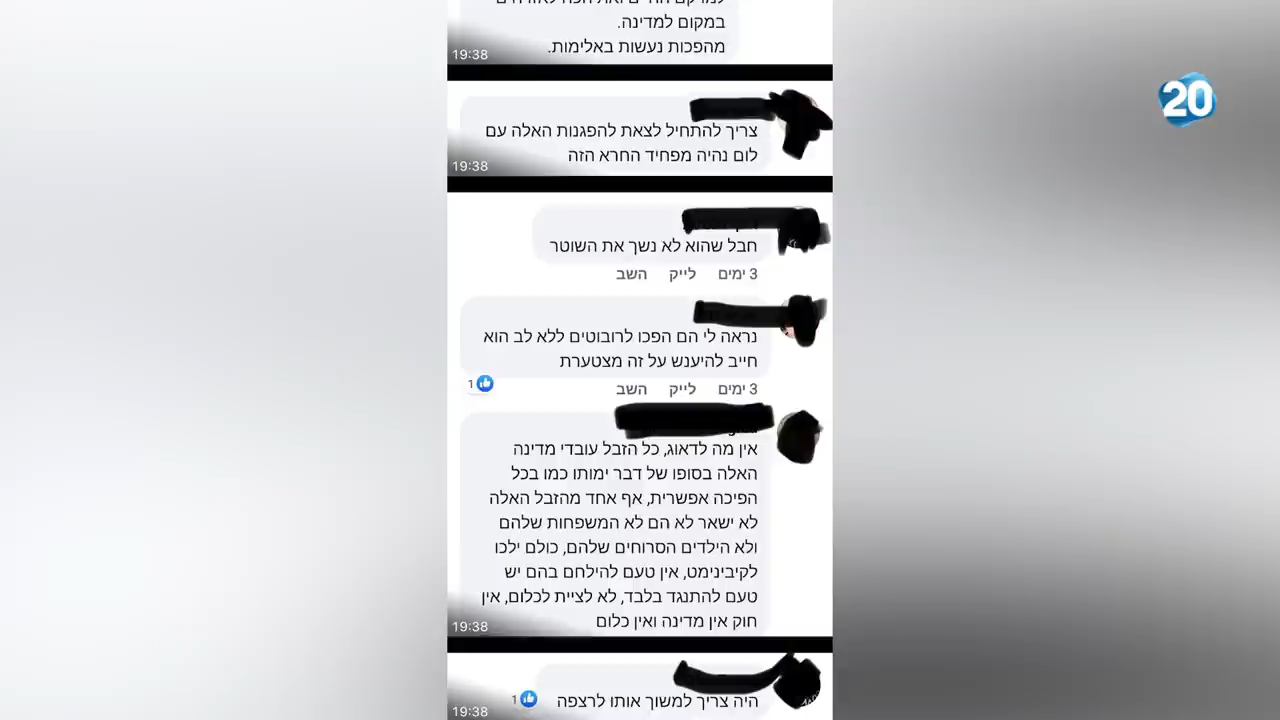 במקום למדינה.
מהפכות נעשות באלימות.
19:38
20
צריך להתחיל לצאת להפגנות האלה עם
לום נהיה מפחיד החרא הזה
19:38
חבל שהוא לא נשך את השוטר
3 ימים לייק השב
נראה לי הם הפכו לרובוטים ללא לב הוא
חייב להיענש על זה מצטערת
1
3 ימים לייק השב
אין מה לדאוג, כל הזבל עובדי מדינה
האלה בסופו של דבר ימותו כמו בכל
הפיכה אפשרית, אף אחד מהזבל האלה
לא ישאר לא הם לא המשפחות שלהם
ולא הילדים הסרוחים שלהם, כולם ילכו
לקיבינימט, אין טעם להילחם בהם יש
טעם להתנגד בלבד, לא לציית לכלום, אין
חוק אין מדינה ואין כלום
19:38
היה צריך למשוך אותו לרצפה
1
19:38